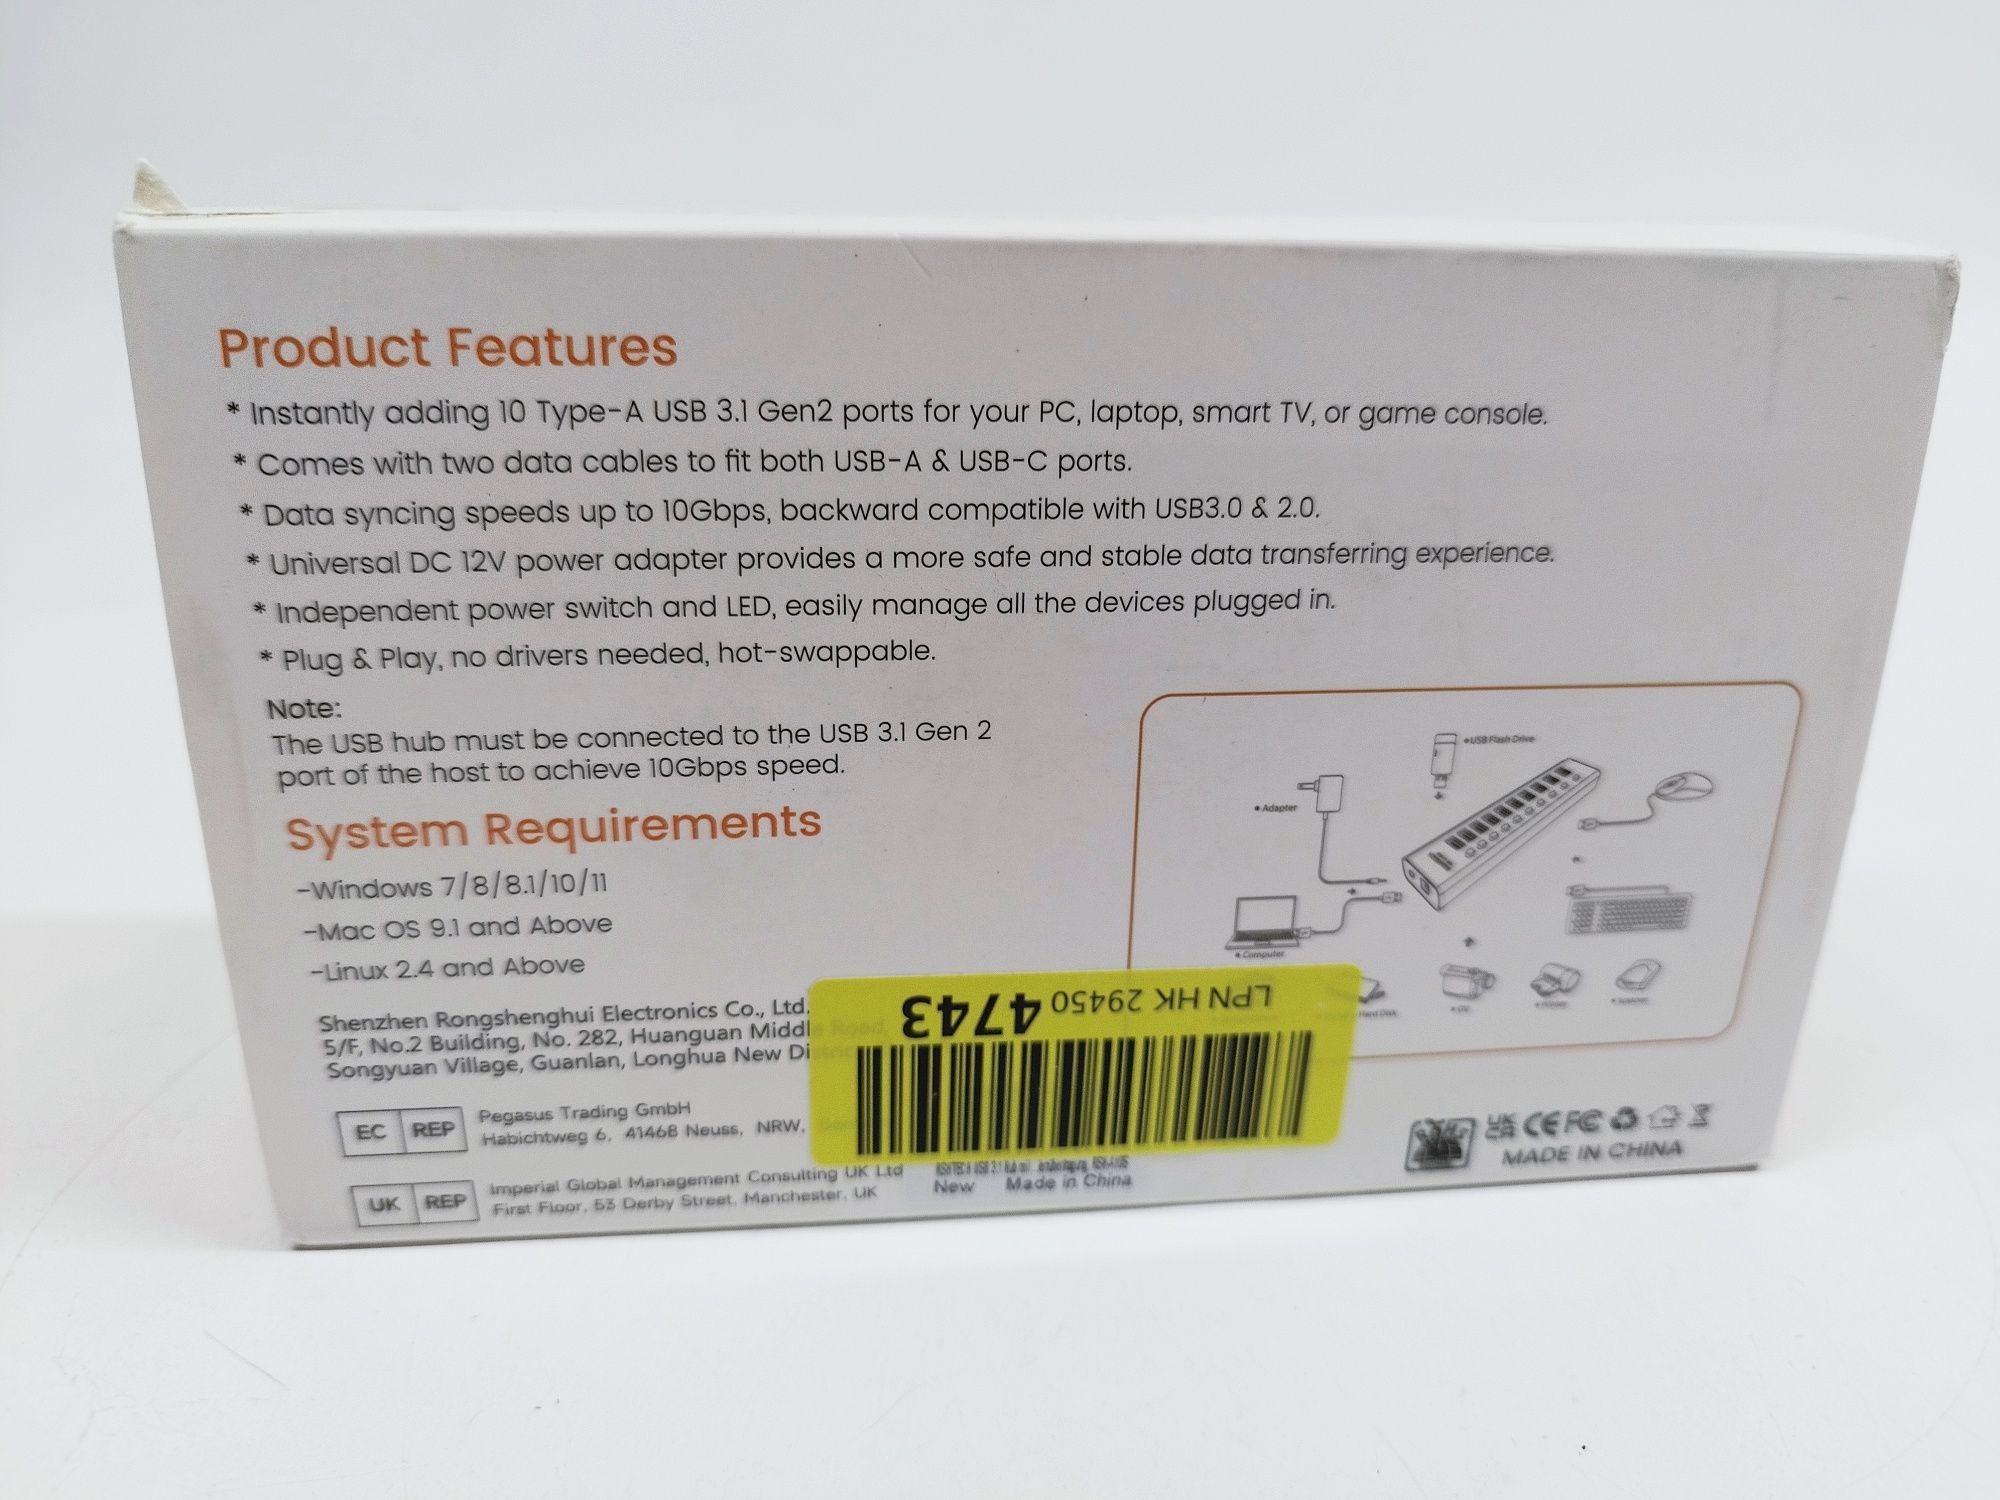 Product Features
* Instantly adding 10 Type-A USB 3.1 Gen2 ports for your PC, laptop, smart TV, or game console.
* Comes with two data cables to fit both USB-A & USB-C ports.
* Data syncing speeds up to 10Gbps, backward compatible with USB3.0 & 2.0.
* Universal DC 12V power adapter provides a more safe and stable data transferring experience.
* Independent power switch and LED, easily manage all the devices plugged in.
* Plug & Play, no drivers needed, hot-swappable.
Note:
The USB hub must be connected to the USB 3.1 Gen 2
port of the host to achieve 10Gbps speed.
System Requirements
-Windows 7/8/8.1/10/11
-Mac OS 9.1 and Above
-Linux 2.4 and Above
Shenzhen Rongshenghui Electronics Co., Ltd.
5/F, No.2 Building, No. 282, Huanguan Middle Road,
Songyuan Village, Guanlan, Longhua New District
EC REP
Pegasus Trading GmbH
Habichtweg 6, 41468 Neuss, NRW,
UK REP
Imperial Global Management Consulting UK Ltd
First Floor, 53 Derby Street, Manchester, UK
• USB Flash Drive
• Adapter
• Computer
Hard Disk
• Scanner
LPN HK 29450 4743
New Made in China
UK CA CE FC
MADE IN CHINA